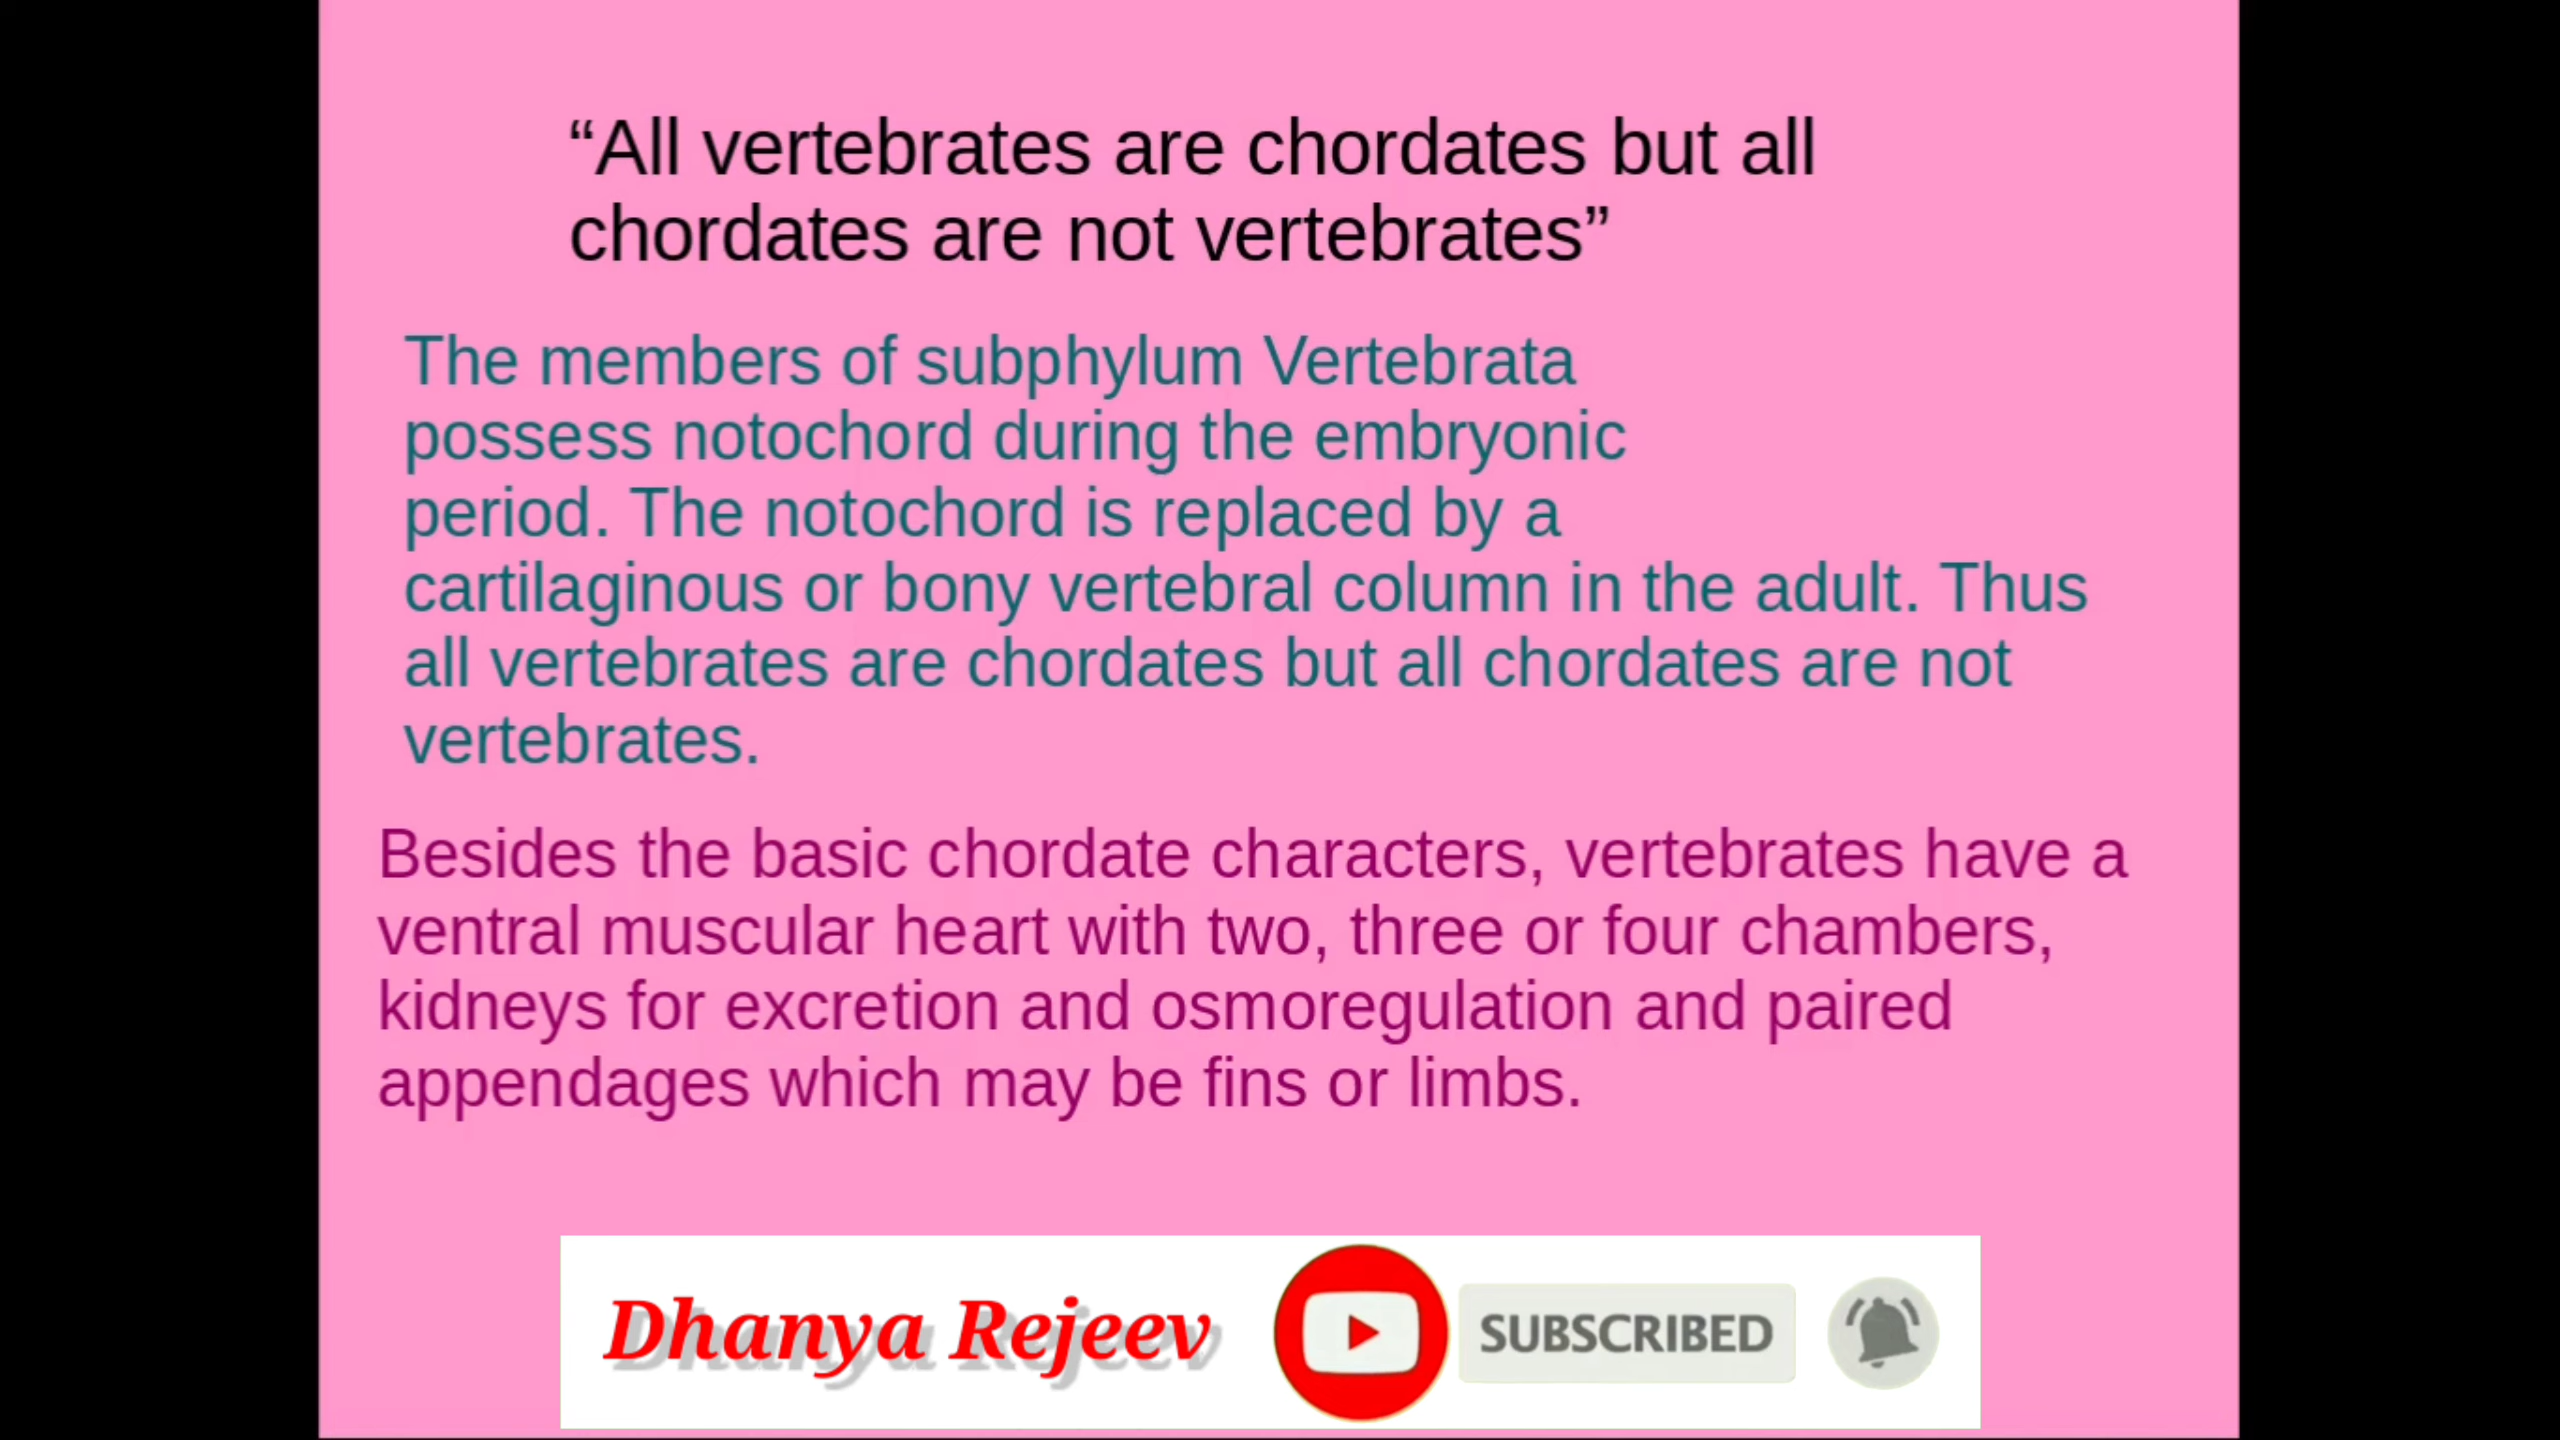 “All vertebrates are chordates but all
chordates are not vertebrates”
The members of subphylum Vertebrata
possess notochord during the embryonic
period. The notochord is replaced by a
cartilaginous or bony vertebral column in the adult. Thus
all vertebrates are chordates but all chordates are not
vertebrates.
Besides the basic chordate characters, vertebrates have a
ventral muscular heart with two, three or four chambers,
kidneys for excretion and osmoregulation and paired
appendages which may be fins or limbs.
Dhanya Rejeev SUBSCRIBED